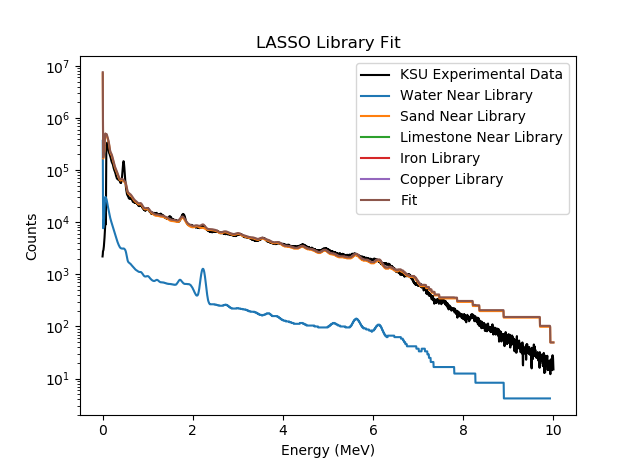 LASSO Library Fit
KSU Experimental Data
Water Near Library
Sand Near Library
Limestone Near Library
Iron Library
Copper Library
Fit
10⁷
10⁶
10⁵
10⁴
10³
10²
10¹
Counts
0 2 4 6 8 10
Energy (MeV)